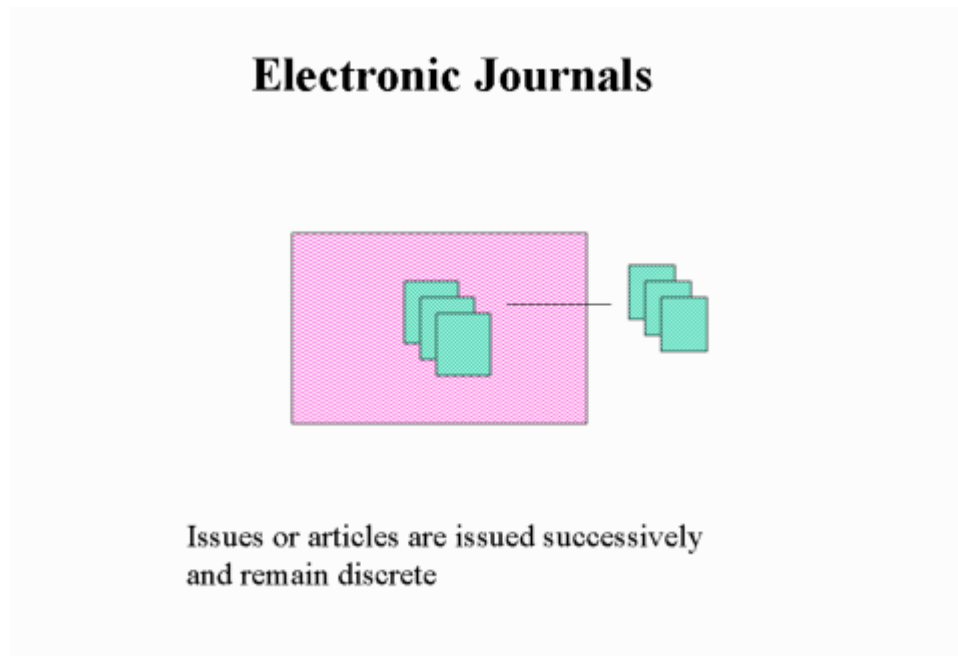 Electronic Journals
Issues or articles are issued successively
and remain discrete